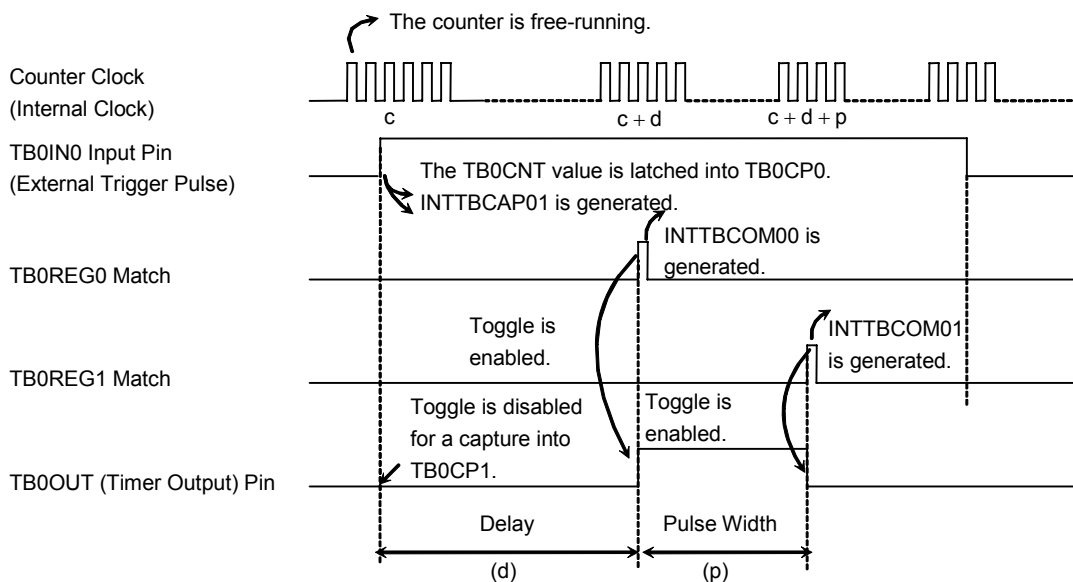 The counter is free-running.
Counter Clock
(Internal Clock)
c
c + d
c + d + p
TB0IN0 Input Pin
(External Trigger Pulse)
The TB0CNT value is latched into TB0CP0.
INTTBCAP01 is generated.
INTTBCOM00 is
generated.
TB0REG0 Match
Toggle is
enabled.
INTTBCOM01
is generated.
TB0REG1 Match
Toggle is disabled
for a capture into
TB0CP1.
Toggle is
enabled.
TB0OUT (Timer Output) Pin
Delay
Pulse Width
(d)
(p)